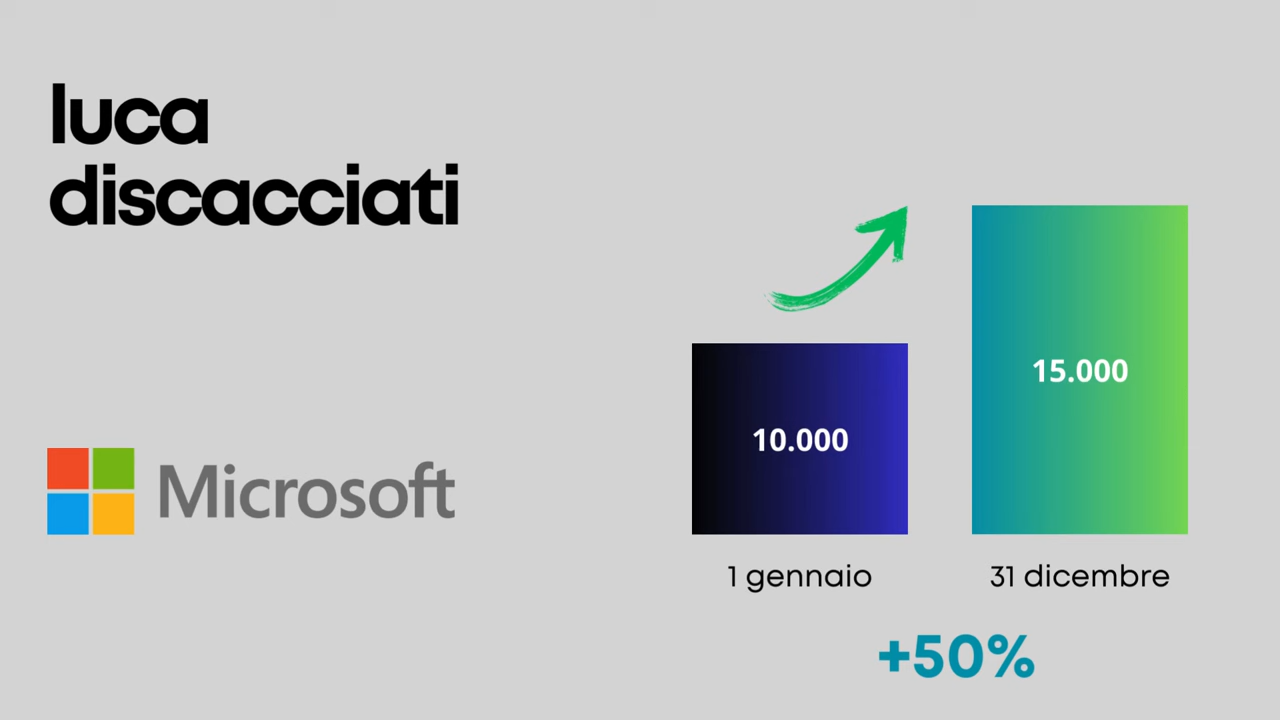 luca
discacciati
Microsoft
10.000
15.000
1 gennaio
31 dicembre
+50%